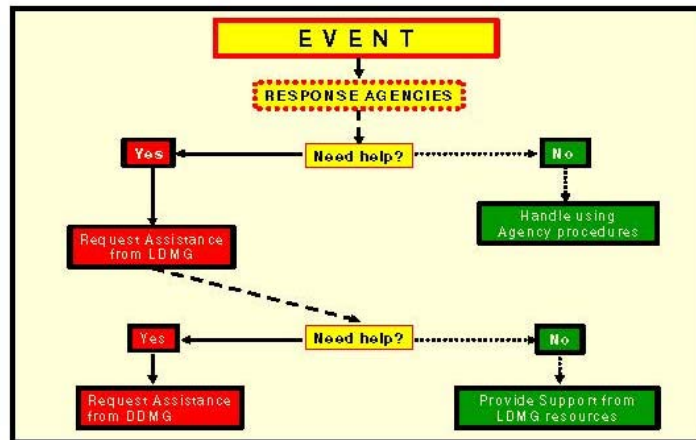 EVENT
RESPONSE AGENCIES
Yes
Need help?
No
Handle using
Agency procedures
Request Assistance
from LDMG
Yes
Need help?
No
Request Assistance
from DDMG
Provide Support from
LDMG resources